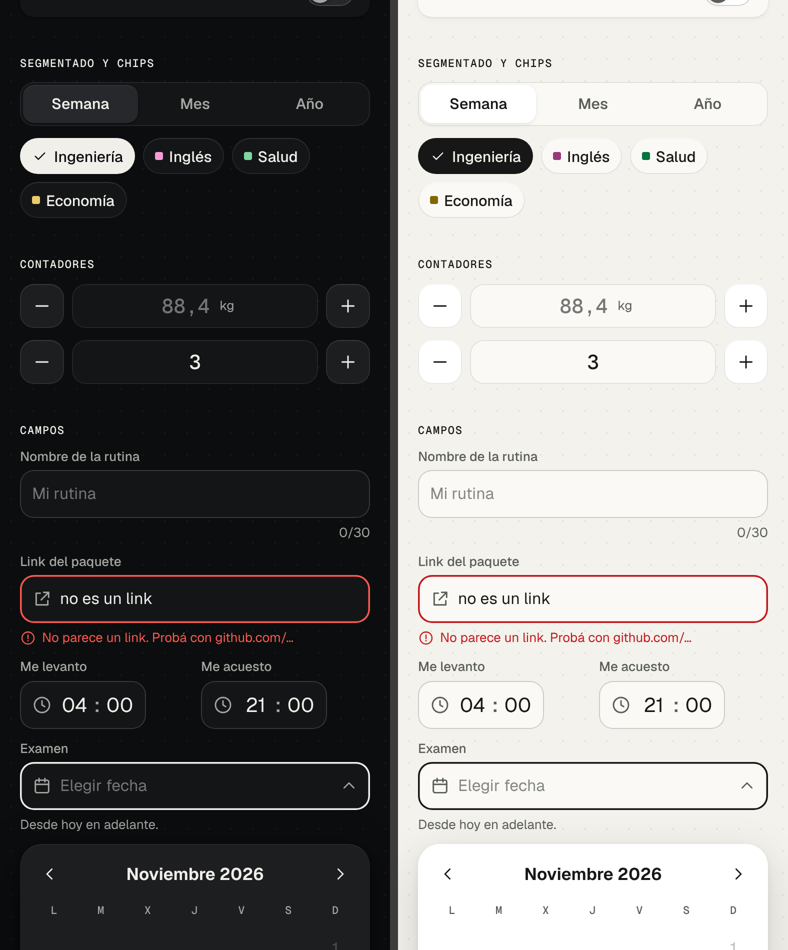 SEGMENTADO Y CHIPS
Semana Mes Año
Ingeniería Inglés Salud
Economía
CONTADORES
88,4 kg
3
CAMPOS
Nombre de la rutina
Mi rutina
0/30
Link del paquete
no es un link
No parece un link. Probá con github.com/...
Me levanto Me acuesto
04 : 00 21 : 00
Examen
Elegir fecha
Desde hoy en adelante.
Noviembre 2026
L M X J V S D
1
SEGMENTADO Y CHIPS
Semana Mes Año
Ingeniería Inglés Salud
Economía
CONTADORES
88,4 kg
3
CAMPOS
Nombre de la rutina
Mi rutina
0/30
Link del paquete
no es un link
No parece un link. Probá con github.com/...
Me levanto Me acuesto
04 : 00 21 : 00
Examen
Elegir fecha
Desde hoy en adelante.
Noviembre 2026
L M X J V S D
1